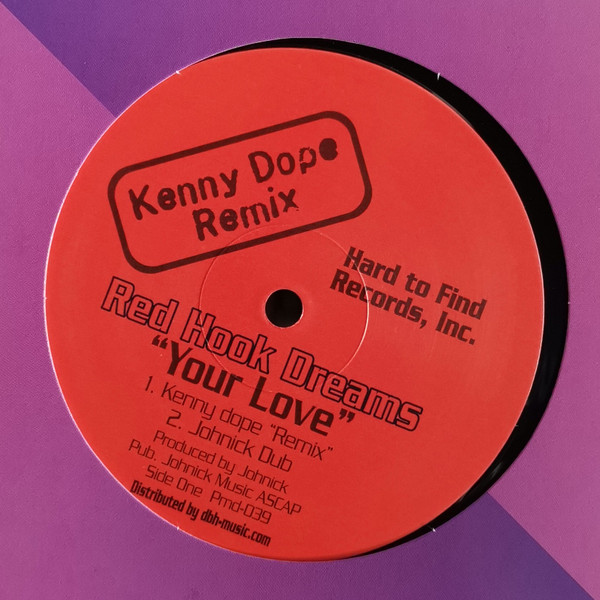 Kenny Dope
Remix
Hard to Find
Records, Inc.
Red Hook Dreams
"Your Love"
1. Kenny dope "Remix"
2. Johnick Dub
Produced by Johnick
Pub. Johnick Music ASCAP
Side One Pmd-039
Distributed by dbh-music.com